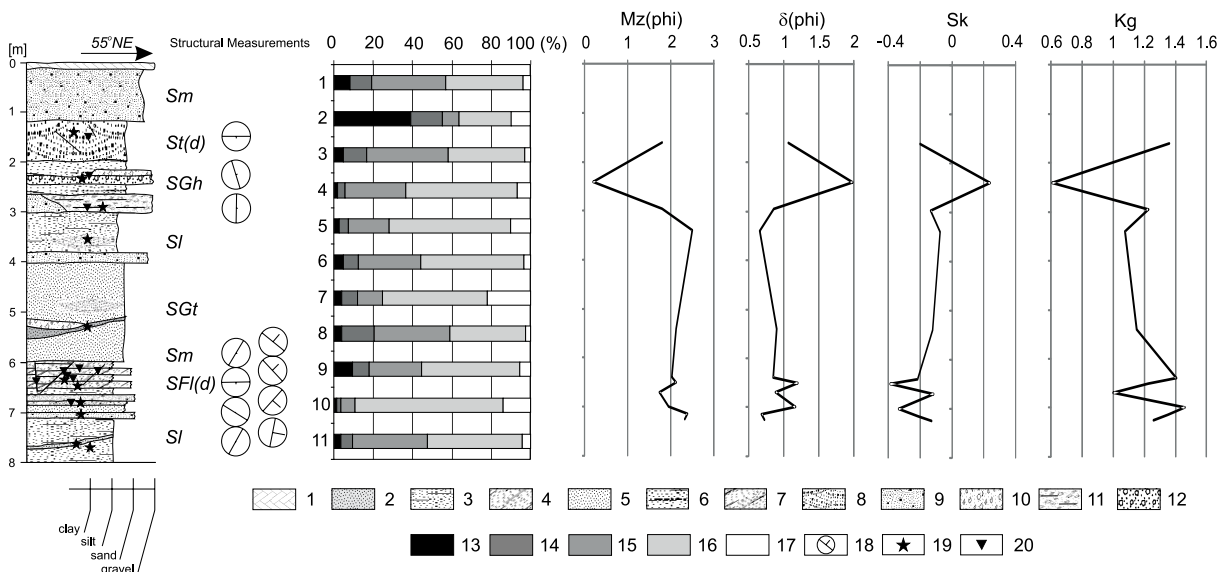 Mz(phi) δ(phi) Sk Kg
55°NE Structural Measurements 0 20 40 60 80 100 (%) 0 1 2 3 0 1 2 -0.4 0 0.4 0.6 0.8 1 1.2 1.4 1.6
[m]
0
1
Sm
1
2
St(d)
3
2
SGh
4
3
5
Sl
6
4
7
SGt
5
8
6
Sm
9
SFl(d)
10
7
11
Sl
8
1 2 3 4 5 6 7 8 9 10 11 12
clay
silt
sand
gravel
13 14 15 16 17 18 19 20